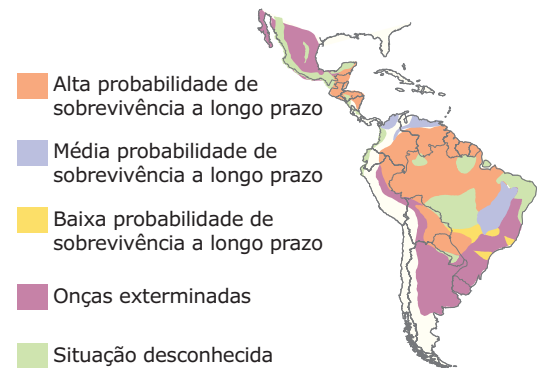 Alta probabilidade de
sobrevivência a longo prazo
Média probabilidade de
sobrevivência a longo prazo
Baixa probabilidade de
sobrevivência a longo prazo
Onças exterminadas
Situação desconhecida